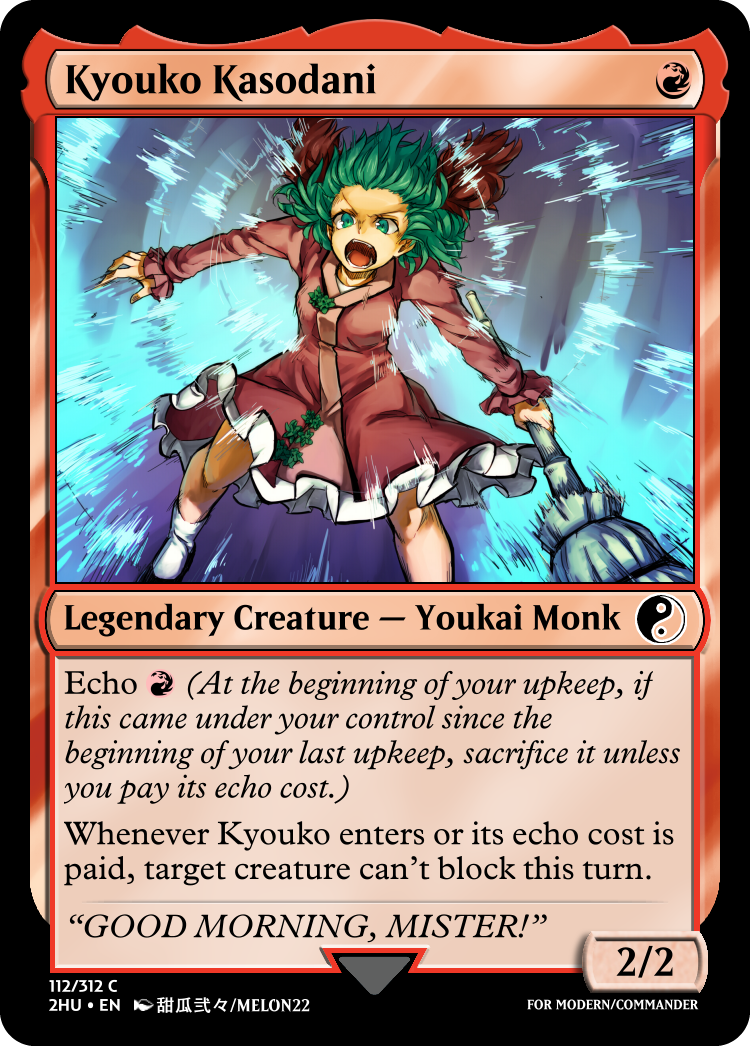 Kyouko Kasodani
Legendary Creature — Youkai Monk
Echo (At the beginning of your upkeep, if
this came under your control since the
beginning of your last upkeep, sacrifice it unless
you pay its echo cost.)
Whenever Kyouko enters or its echo cost is
paid, target creature can't block this turn.
“GOOD MORNING, MISTER!”
2/2
112/312 C
2HU • EN 甜瓜弐々/MELON22
FOR MODERN/COMMANDER